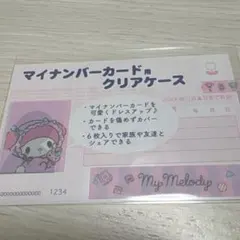 マイナンバーカード用
クリアケース
・マイナンバーカードを
可愛くドレスアップ♪
・カードを傷めずカバー
できる
・6枚入りで家族や友達と
シェアできる
1234
My Melody